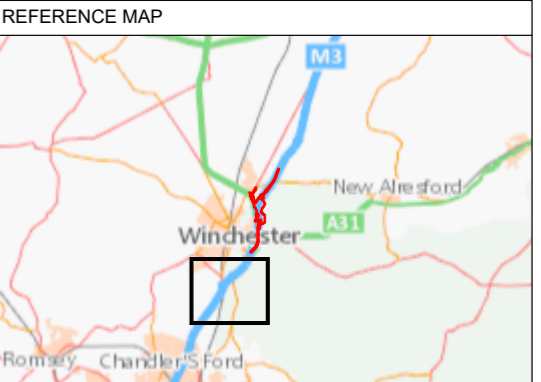 REFERENCE MAP
M3
New Alresford
A31
Winchester
Romsey
Chandler'S Ford